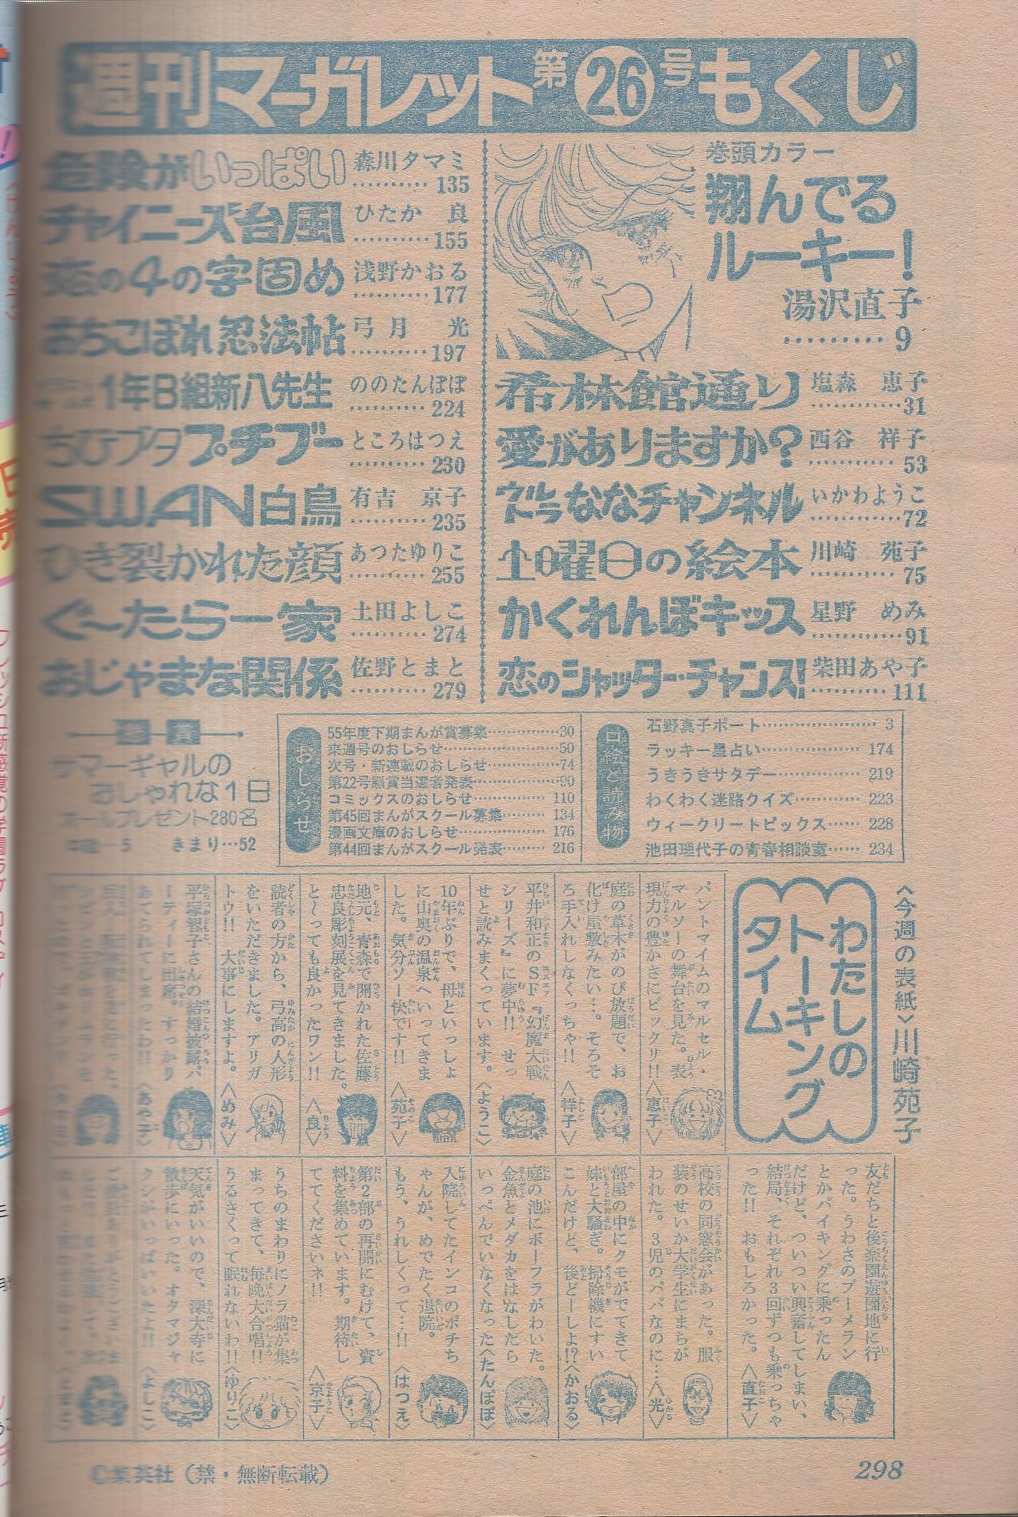 週刊マーガレット第26号もくじ
巻頭カラー
翔んでる
ルーキー!
湯沢直子
………9
希林館通り 塩森 恵子
…………31
愛がありますか? 西谷 祥子
…………53
ななチャンネル いかわようこ
…………72
土曜日の絵本 川崎 苑子
…………75
かくれんぼキッス 星野 めみ
…………91
恋のシャッター・チャンス! 柴田あや子
…………111
危険がいっぱい 森川タマミ
…………135
チャイニーズ台風 ひたか 良
…………155
恋の4の字固め 浅野かおる
…………177
おちこぼれ忍法帖 弓月 光
…………197
1年B組新八先生 ののたんぽぽ
…………224
ちびブタプチブー ところはつえ
…………230
SWAN白鳥 有吉 京子
…………235
ひき裂かれた顔 あつたゆりこ
…………255
ぐ〜たら一家 土田よしこ
…………274
おじゃまな関係 佐野とまと
…………279
懸賞
サマーギャルの
おしゃれな1日
オールプレゼント280名
口絵…5 きまり…52
おしらせ
55年度下期まんが賞募集…………30
来週号のおしらせ…………50
次号・新連載のおしらせ…………74
第22号懸賞当選者発表…………90
コミックスのおしらせ…………110
第45回まんがスクール募集…………134
漫画文庫のおしらせ…………176
第44回まんがスクール発表…………216
口絵と読み物
石野真子ポート…………3
ラッキー星占い…………174
うきうきサタデー…………219
わくわく迷路クイズ…………223
ウィークリートピックス……228
池田理代子の青春相談室……234
〈今週の表紙〉川崎苑子
わたしの
トーキング
タイム
パントマイムのマルセル・
マルソーの舞台を見た。表
現力の豊かさにビックリ!!〈恵子〉
庭の草木がのび放題で、お
化け屋敷みたい…。そろそ
ろ手入れしなくっちゃ!!〈祥子〉
平井和正のSF『幻魔大戦
シリーズ』に夢中!! せっ
せと読みまくっています。〈ようこ〉
10年ぶりで、母といっしょ
に山奥の温泉へいってきま
した。気分ソー快です!!〈苑子〉
地元、青森で開かれた佐藤
忠良彫刻展を見てきました。
と〜っても良かったワン!!〈良〉
読者の方から、弓高の人形
をいただきました。アリガ
トウ!! 大事にしますよ。〈めみ〉
平塚智子さんの結婚披露パ
ーティーに出席。すっかり
あてられてしまったわ!!〈あや子〉
友だちと後楽園遊園地に行
った。うわさのブーメラン
とかバイキングに乗ったん
だけど、ついつい興奮してしまい、
結局、それぞれ3回ずつも乗っちゃ
った!! おもしろかった。〈直子〉
高校の同窓会があった。服
装のせいか大学生にまちが
われた。3児のパパなのに…〈光〉
部屋の中にクモがでてきて
妹と大騒ぎ。掃除機にすい
こんだけど、後どーしよ!?〈かおる〉
庭の池にボーフラがわいた。
金魚とメダカをはなしたら
いっぺんでいなくなった〈たんぽぽ〉
入院してたインコのポチち
ゃんが、めでたく退院。
もう、うれしくって…!!〈はつえ〉
第2部の再開にむけて、資
料を集めています。期待し
ててくださいネ!!〈京子〉
うちのまわりにノラ猫が集
まってきて、毎晩大合唱!!
うるさくって眠れないわ!!〈ゆりこ〉
天気がいいので、深大寺に
散歩にいった。オタマジャ
クシがいっぱいいたよ!!〈よしこ〉
©集英社(禁・無断転載)
298